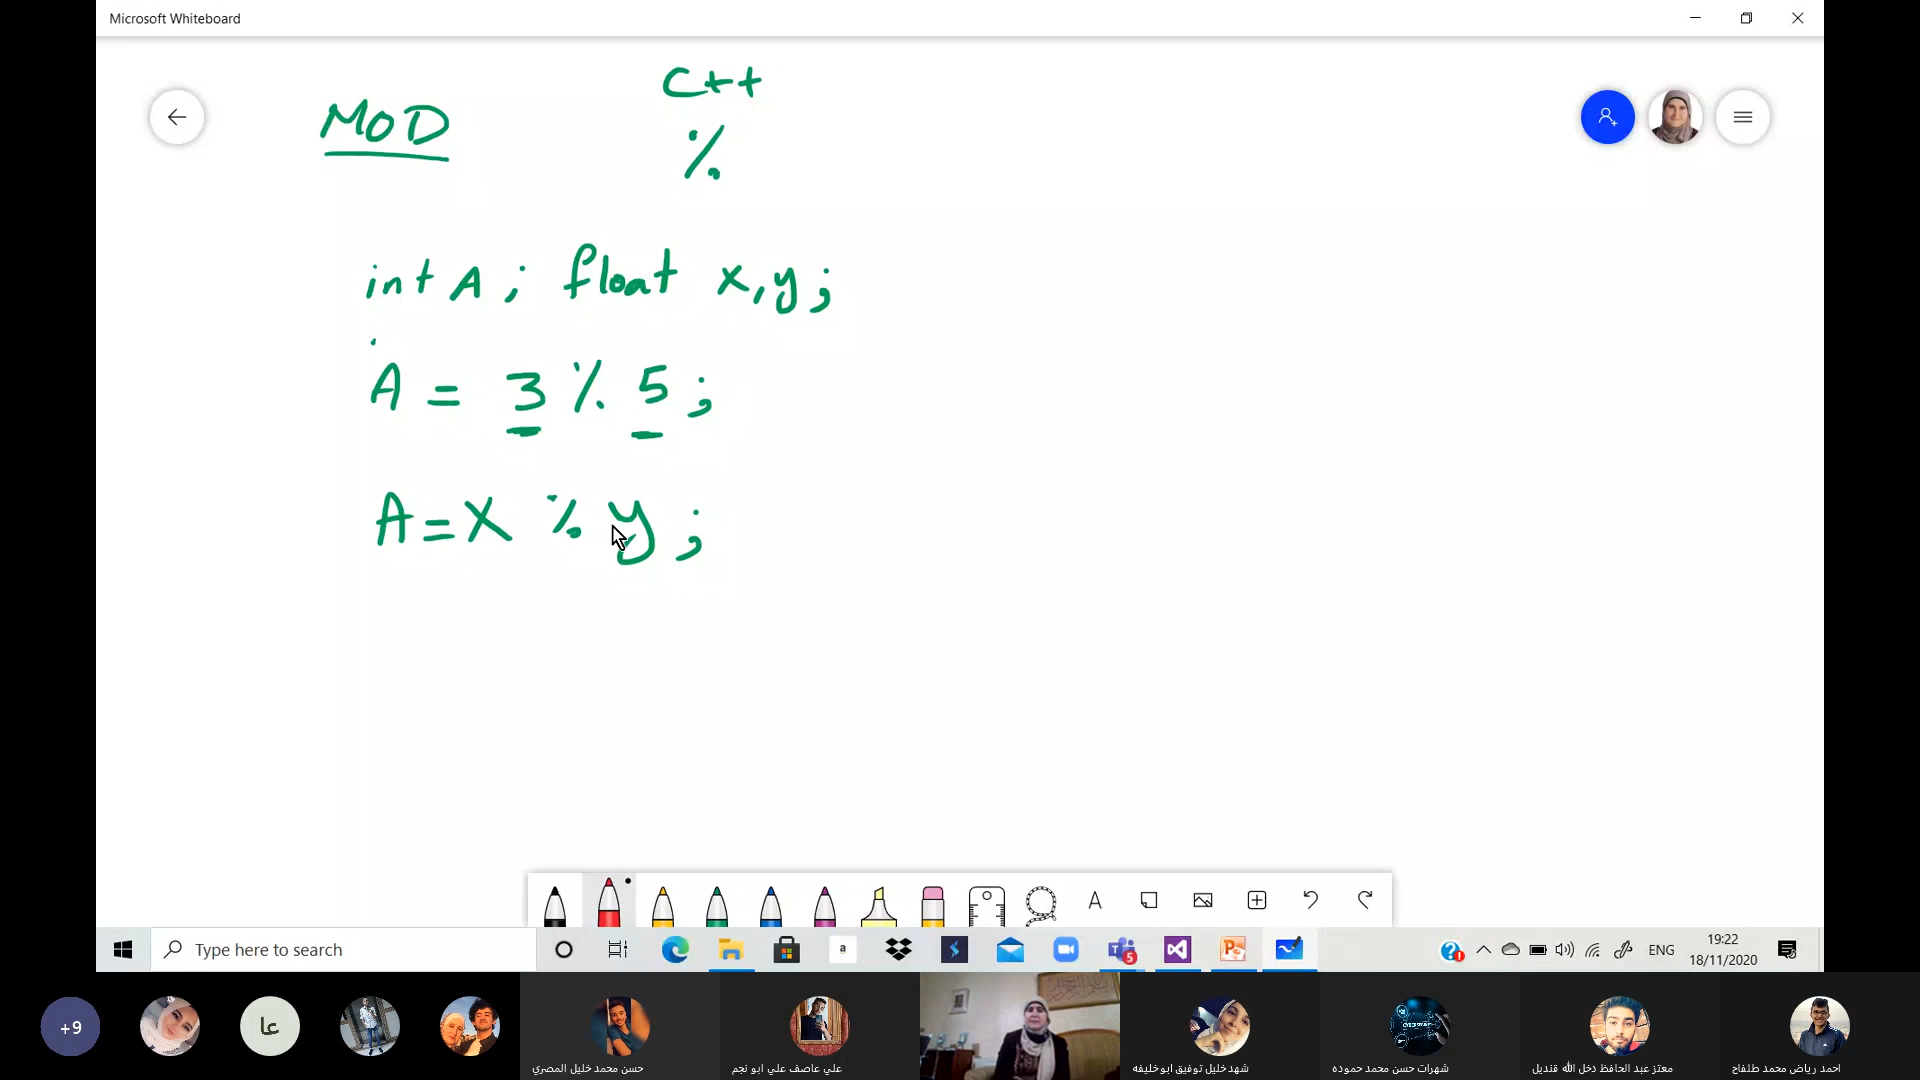 Microsoft Whiteboard
C++
MOD
%
int A ; float x,y;
A = 3 % 5 ;
A = X % y ;
A
Type here to search
a
5
ENG
19:22
18/11/2020
+9
عا
حسن محمد خليل المصري
علي عاصف علي ابو نجم
شهد خليل توفيق ابوخليفه
شهرات حسن محمد حموده
معتز عبد الحافظ دخل الله قنديل
احمد رياض محمد طلفاح